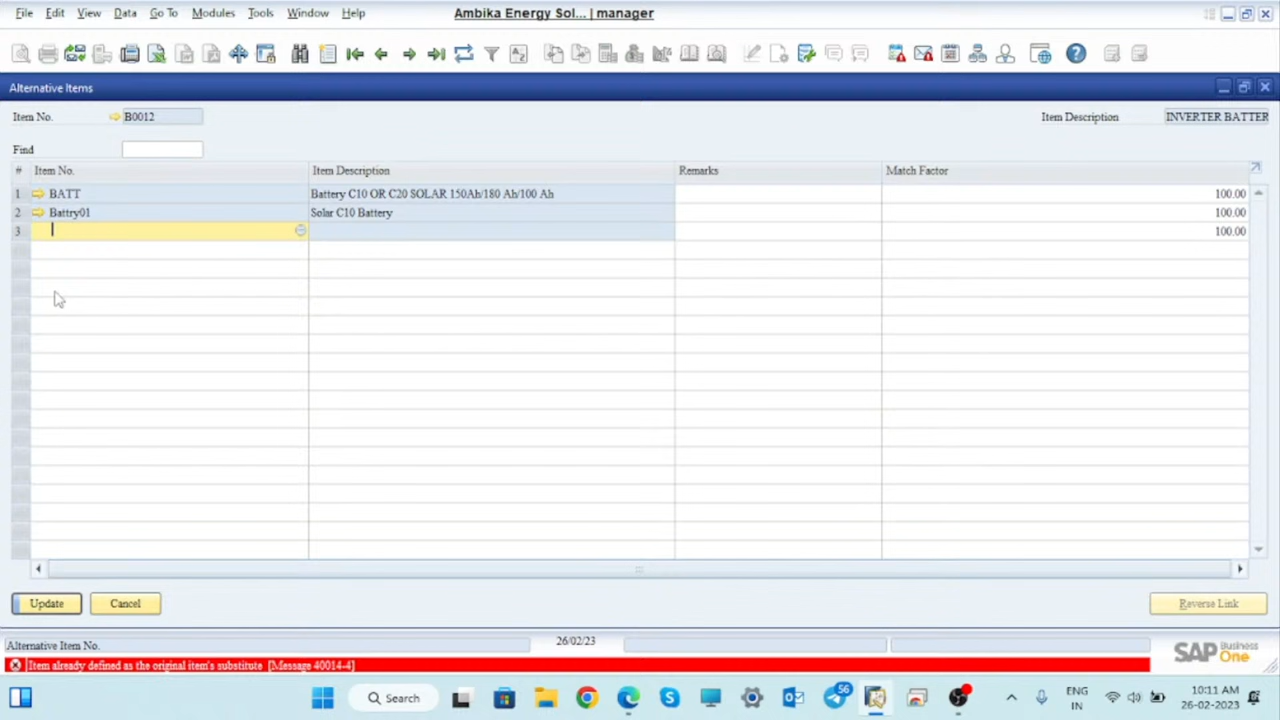 File Edit View Data Go To Modules Tools Window Help Ambika Energy Sol... | manager
Alternative Items
Item No. B0012 Item Description INVERTER BATTER
Find
# Item No. Item Description Remarks Match Factor
1 BATT Battery C10 OR C20 SOLAR 150Ah/180 Ah/100 Ah 100.00
2 Battry01 Solar C10 Battery 100.00
3 100.00
Update Cancel Reverse Link
Alternative Item No. 26/02/23 SAP Business One
Item already defined as the original item's substitute [Message 40014-4]
Search 56 ENG IN 10:11 AM 26-02-2023